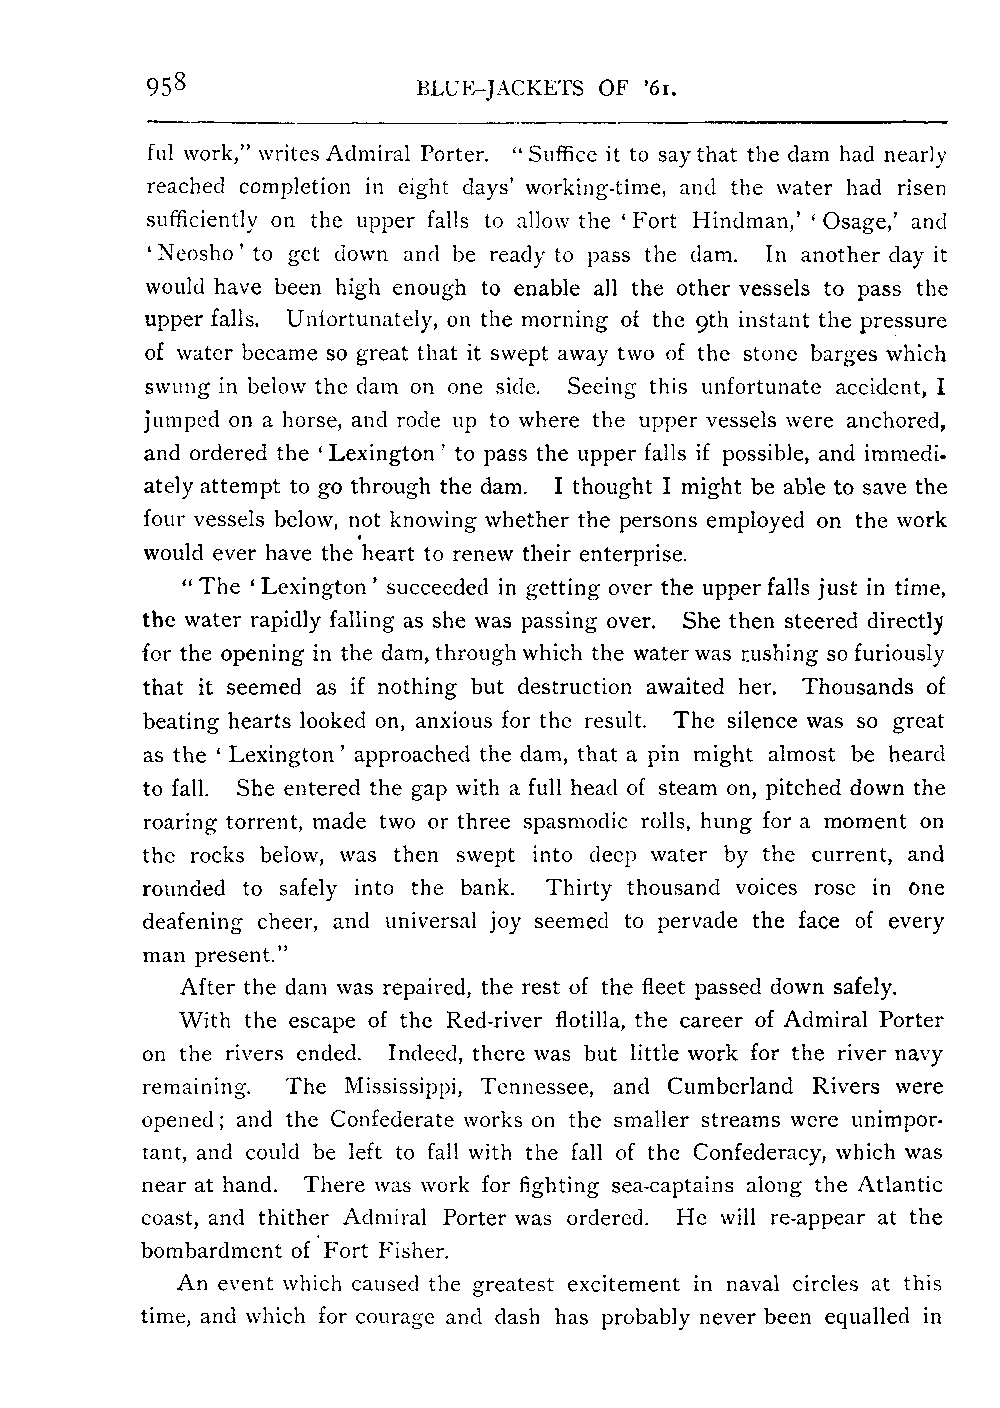 958 BLUE-JACKETS OF '61.
ful work," writes Admiral Porter. "Suffice it to say that the dam had nearly
reached completion in eight days' working-time, and the water had risen
sufficiently on the upper falls to allow the 'Fort Hindman,' 'Osage,' and
'Neosho' to get down and be ready to pass the dam. In another day it
would have been high enough to enable all the other vessels to pass the
upper falls. Unfortunately, on the morning of the 9th instant the pressure
of water became so great that it swept away two of the stone barges which
swung in below the dam on one side. Seeing this unfortunate accident, I
jumped on a horse, and rode up to where the upper vessels were anchored,
and ordered the 'Lexington' to pass the upper falls if possible, and immedi-
ately attempt to go through the dam. I thought I might be able to save the
four vessels below, not knowing whether the persons employed on the work
would ever have the heart to renew their enterprise.
"The 'Lexington' succeeded in getting over the upper falls just in time,
the water rapidly falling as she was passing over. She then steered directly
for the opening in the dam, through which the water was rushing so furiously
that it seemed as if nothing but destruction awaited her. Thousands of
beating hearts looked on, anxious for the result. The silence was so great
as the 'Lexington' approached the dam, that a pin might almost be heard
to fall. She entered the gap with a full head of steam on, pitched down the
roaring torrent, made two or three spasmodic rolls, hung for a moment on
the rocks below, was then swept into deep water by the current, and
rounded to safely into the bank. Thirty thousand voices rose in one
deafening cheer, and universal joy seemed to pervade the face of every
man present."
After the dam was repaired, the rest of the fleet passed down safely.
With the escape of the Red-river flotilla, the career of Admiral Porter
on the rivers ended. Indeed, there was but little work for the river navy
remaining. The Mississippi, Tennessee, and Cumberland Rivers were
opened; and the Confederate works on the smaller streams were unimpor-
tant, and could be left to fall with the fall of the Confederacy, which was
near at hand. There was work for fighting sea-captains along the Atlantic
coast, and thither Admiral Porter was ordered. He will re-appear at the
bombardment of Fort Fisher.
An event which caused the greatest excitement in naval circles at this
time, and which for courage and dash has probably never been equalled in